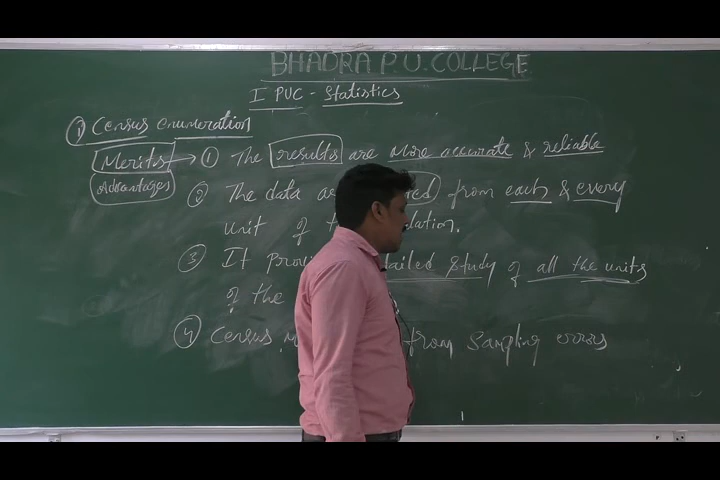 BHADRA P.U. COLLEGE
I PUC - Statistics
① Census enumeration
Merits → ① The results are more accurate & reliable
Advantages
② The data from each & every
unit of
③ It study of all the units
of the
④ Census from Sampling errors